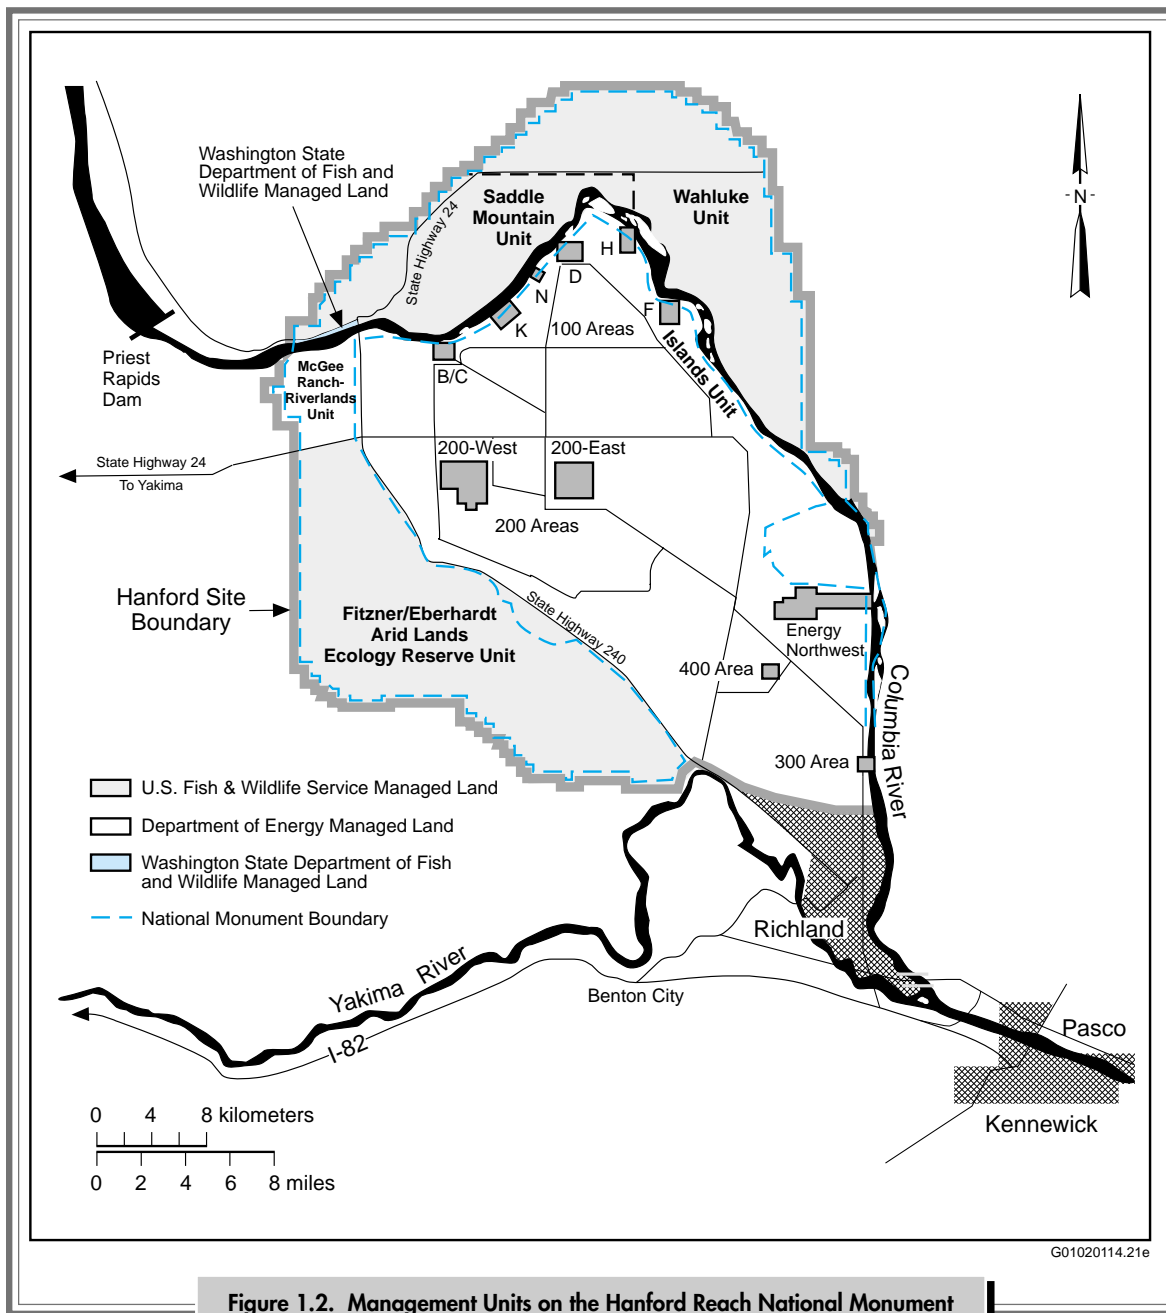 Washington State
Department of Fish and
Wildlife Managed Land
Saddle
Mountain
Unit
Wahluke
Unit
-N-
State Highway 24
H
D
N
K
F
100 Areas
Islands Unit
B/C
Priest
Rapids
Dam
McGee
Ranch-
Riverlands
Unit
State Highway 24
To Yakima
200-West
200-East
200 Areas
Hanford Site
Boundary
Fitzner/Eberhardt
Arid Lands
Ecology Reserve Unit
State Highway 240
Energy
Northwest
400 Area
Columbia River
300 Area
U.S. Fish & Wildlife Service Managed Land
Department of Energy Managed Land
Washington State Department of Fish
and Wildlife Managed Land
National Monument Boundary
Richland
Yakima River
Benton City
I-82
Pasco
Kennewick
0 4 8 kilometers
0 2 4 6 8 miles
G01020114.21e
Figure 1.2. Management Units on the Hanford Reach National Monument